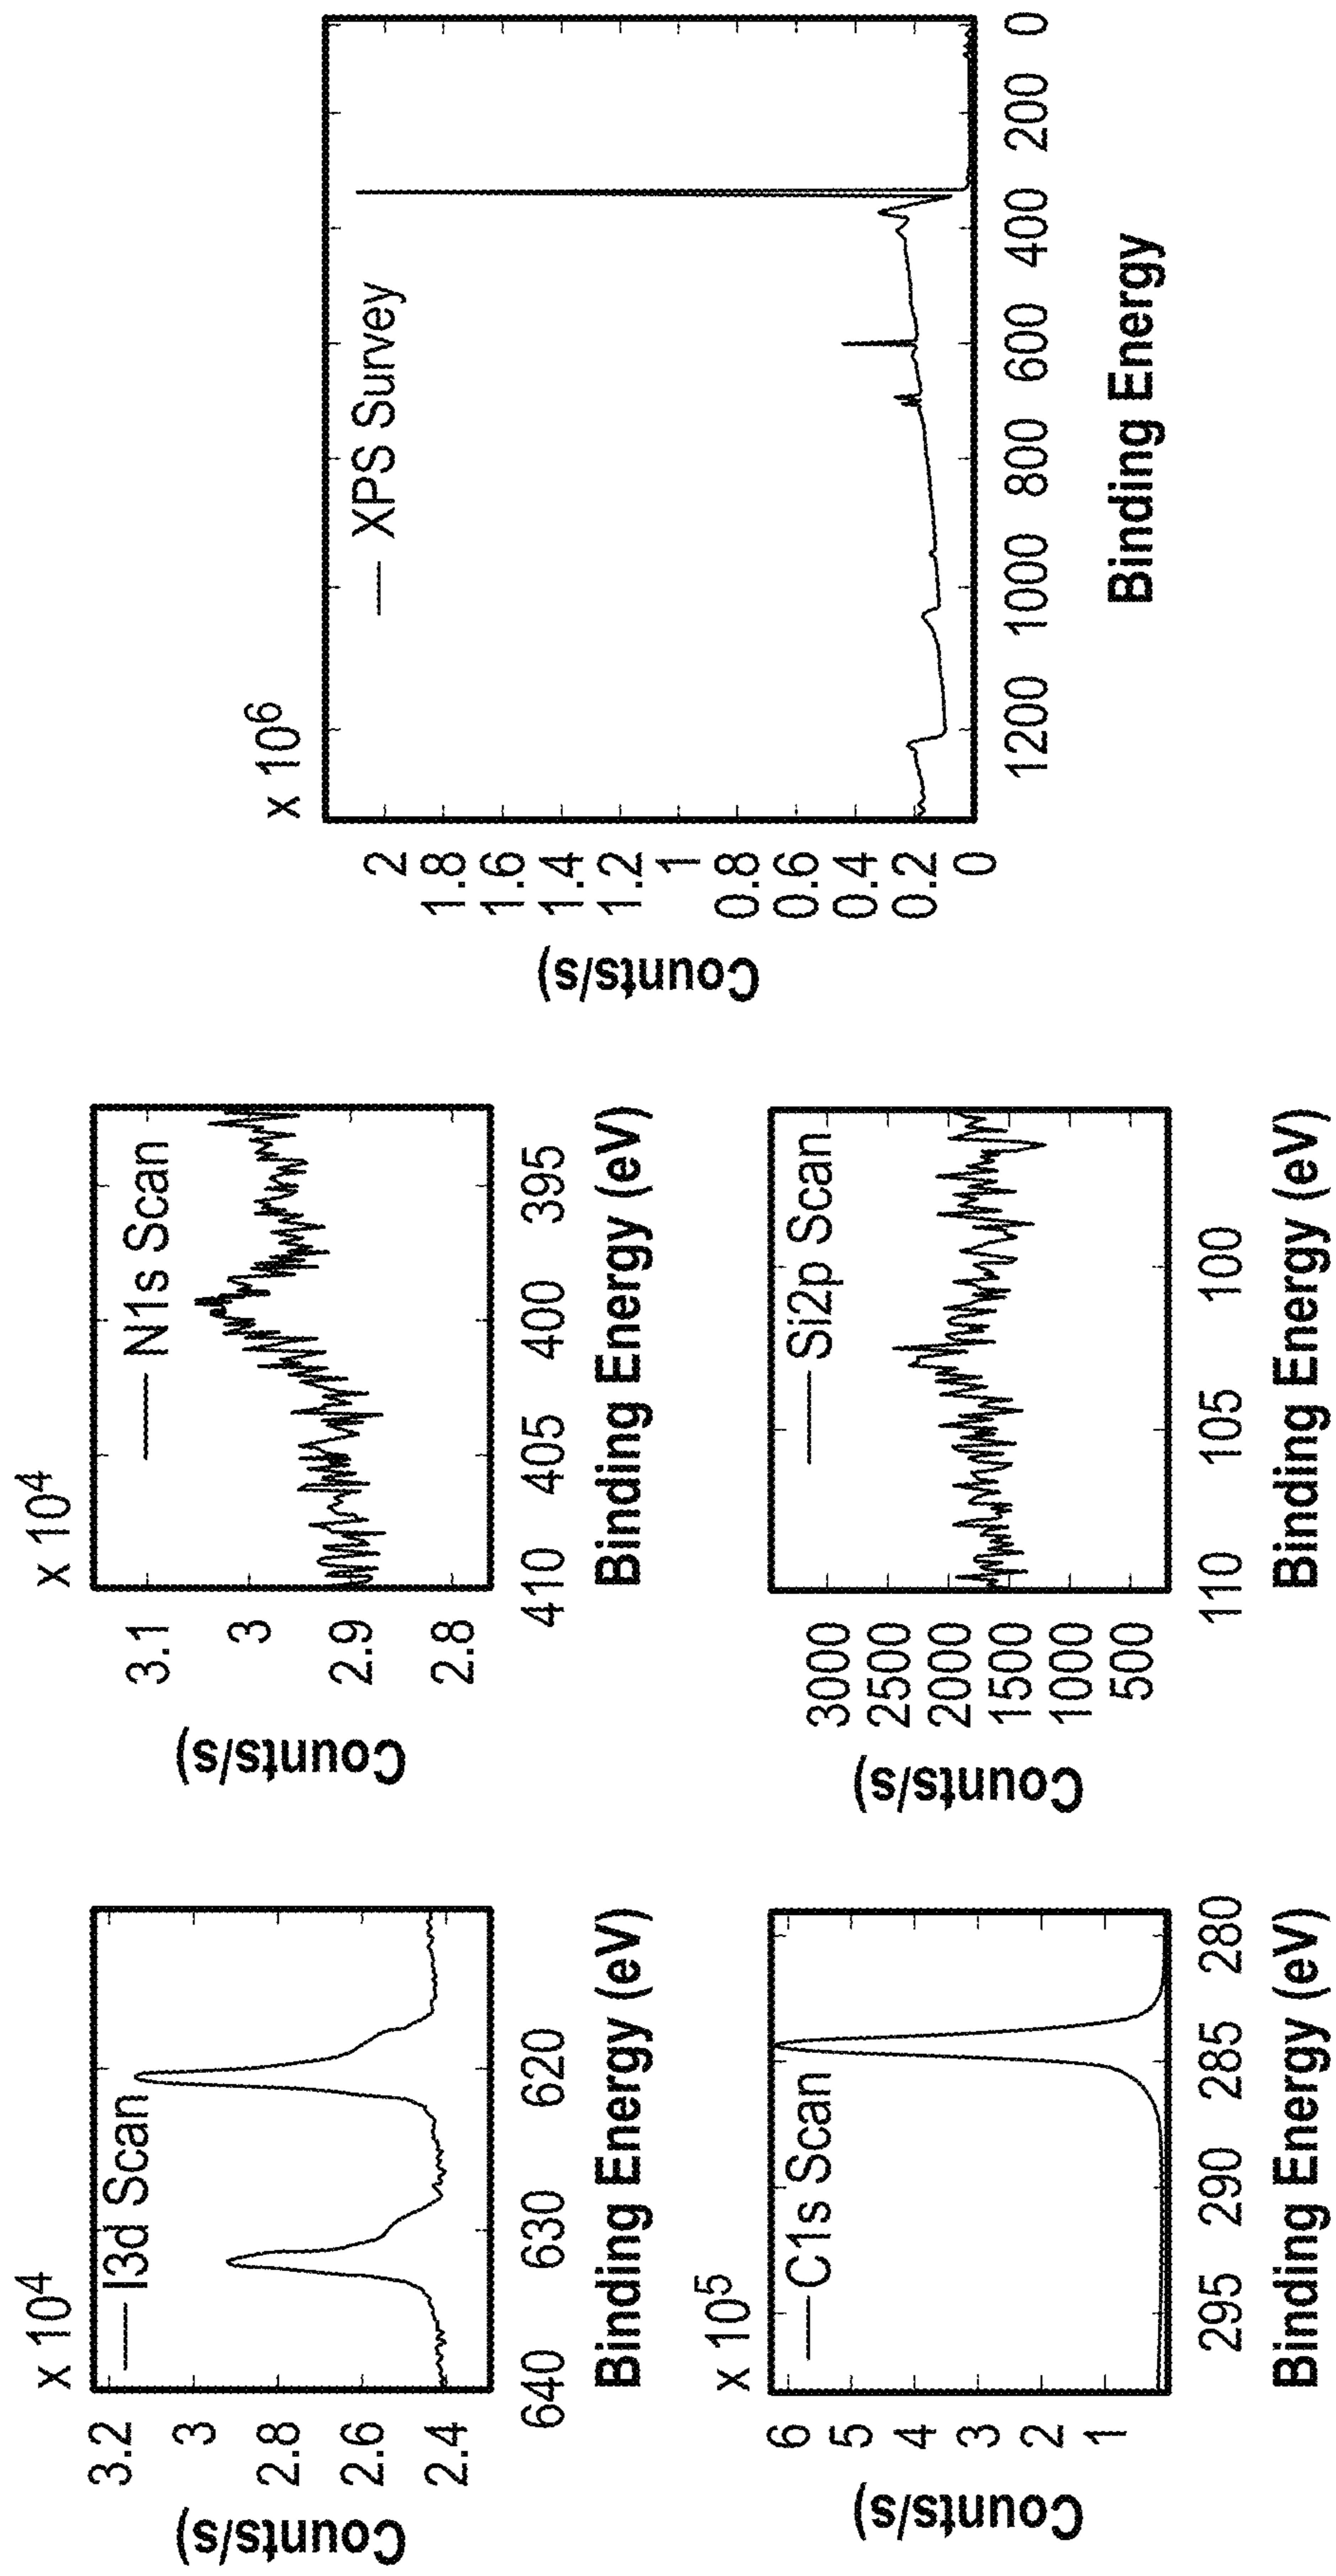 x 10^4
I3d Scan
Counts/s)
3.2
3
2.8
2.6
2.4
640
630
620
Binding Energy (eV)
x 10^4
N1s Scan
Counts/s)
3.1
3
2.9
2.8
410
405
400
395
Binding Energy (eV)
x 10^5
C1s Scan
Counts/s)
6
5
4
3
2
1
295
290
285
280
Binding Energy (eV)
Si2p Scan
Counts/s)
3000
2500
2000
1500
1000
500
110
105
100
Binding Energy (eV)
x 10^6
XPS Survey
Counts/s)
2
1.8
1.6
1.4
1.2
1
0.8
0.6
0.4
0.2
0
1200
1000
800
600
400
200
0
Binding Energy